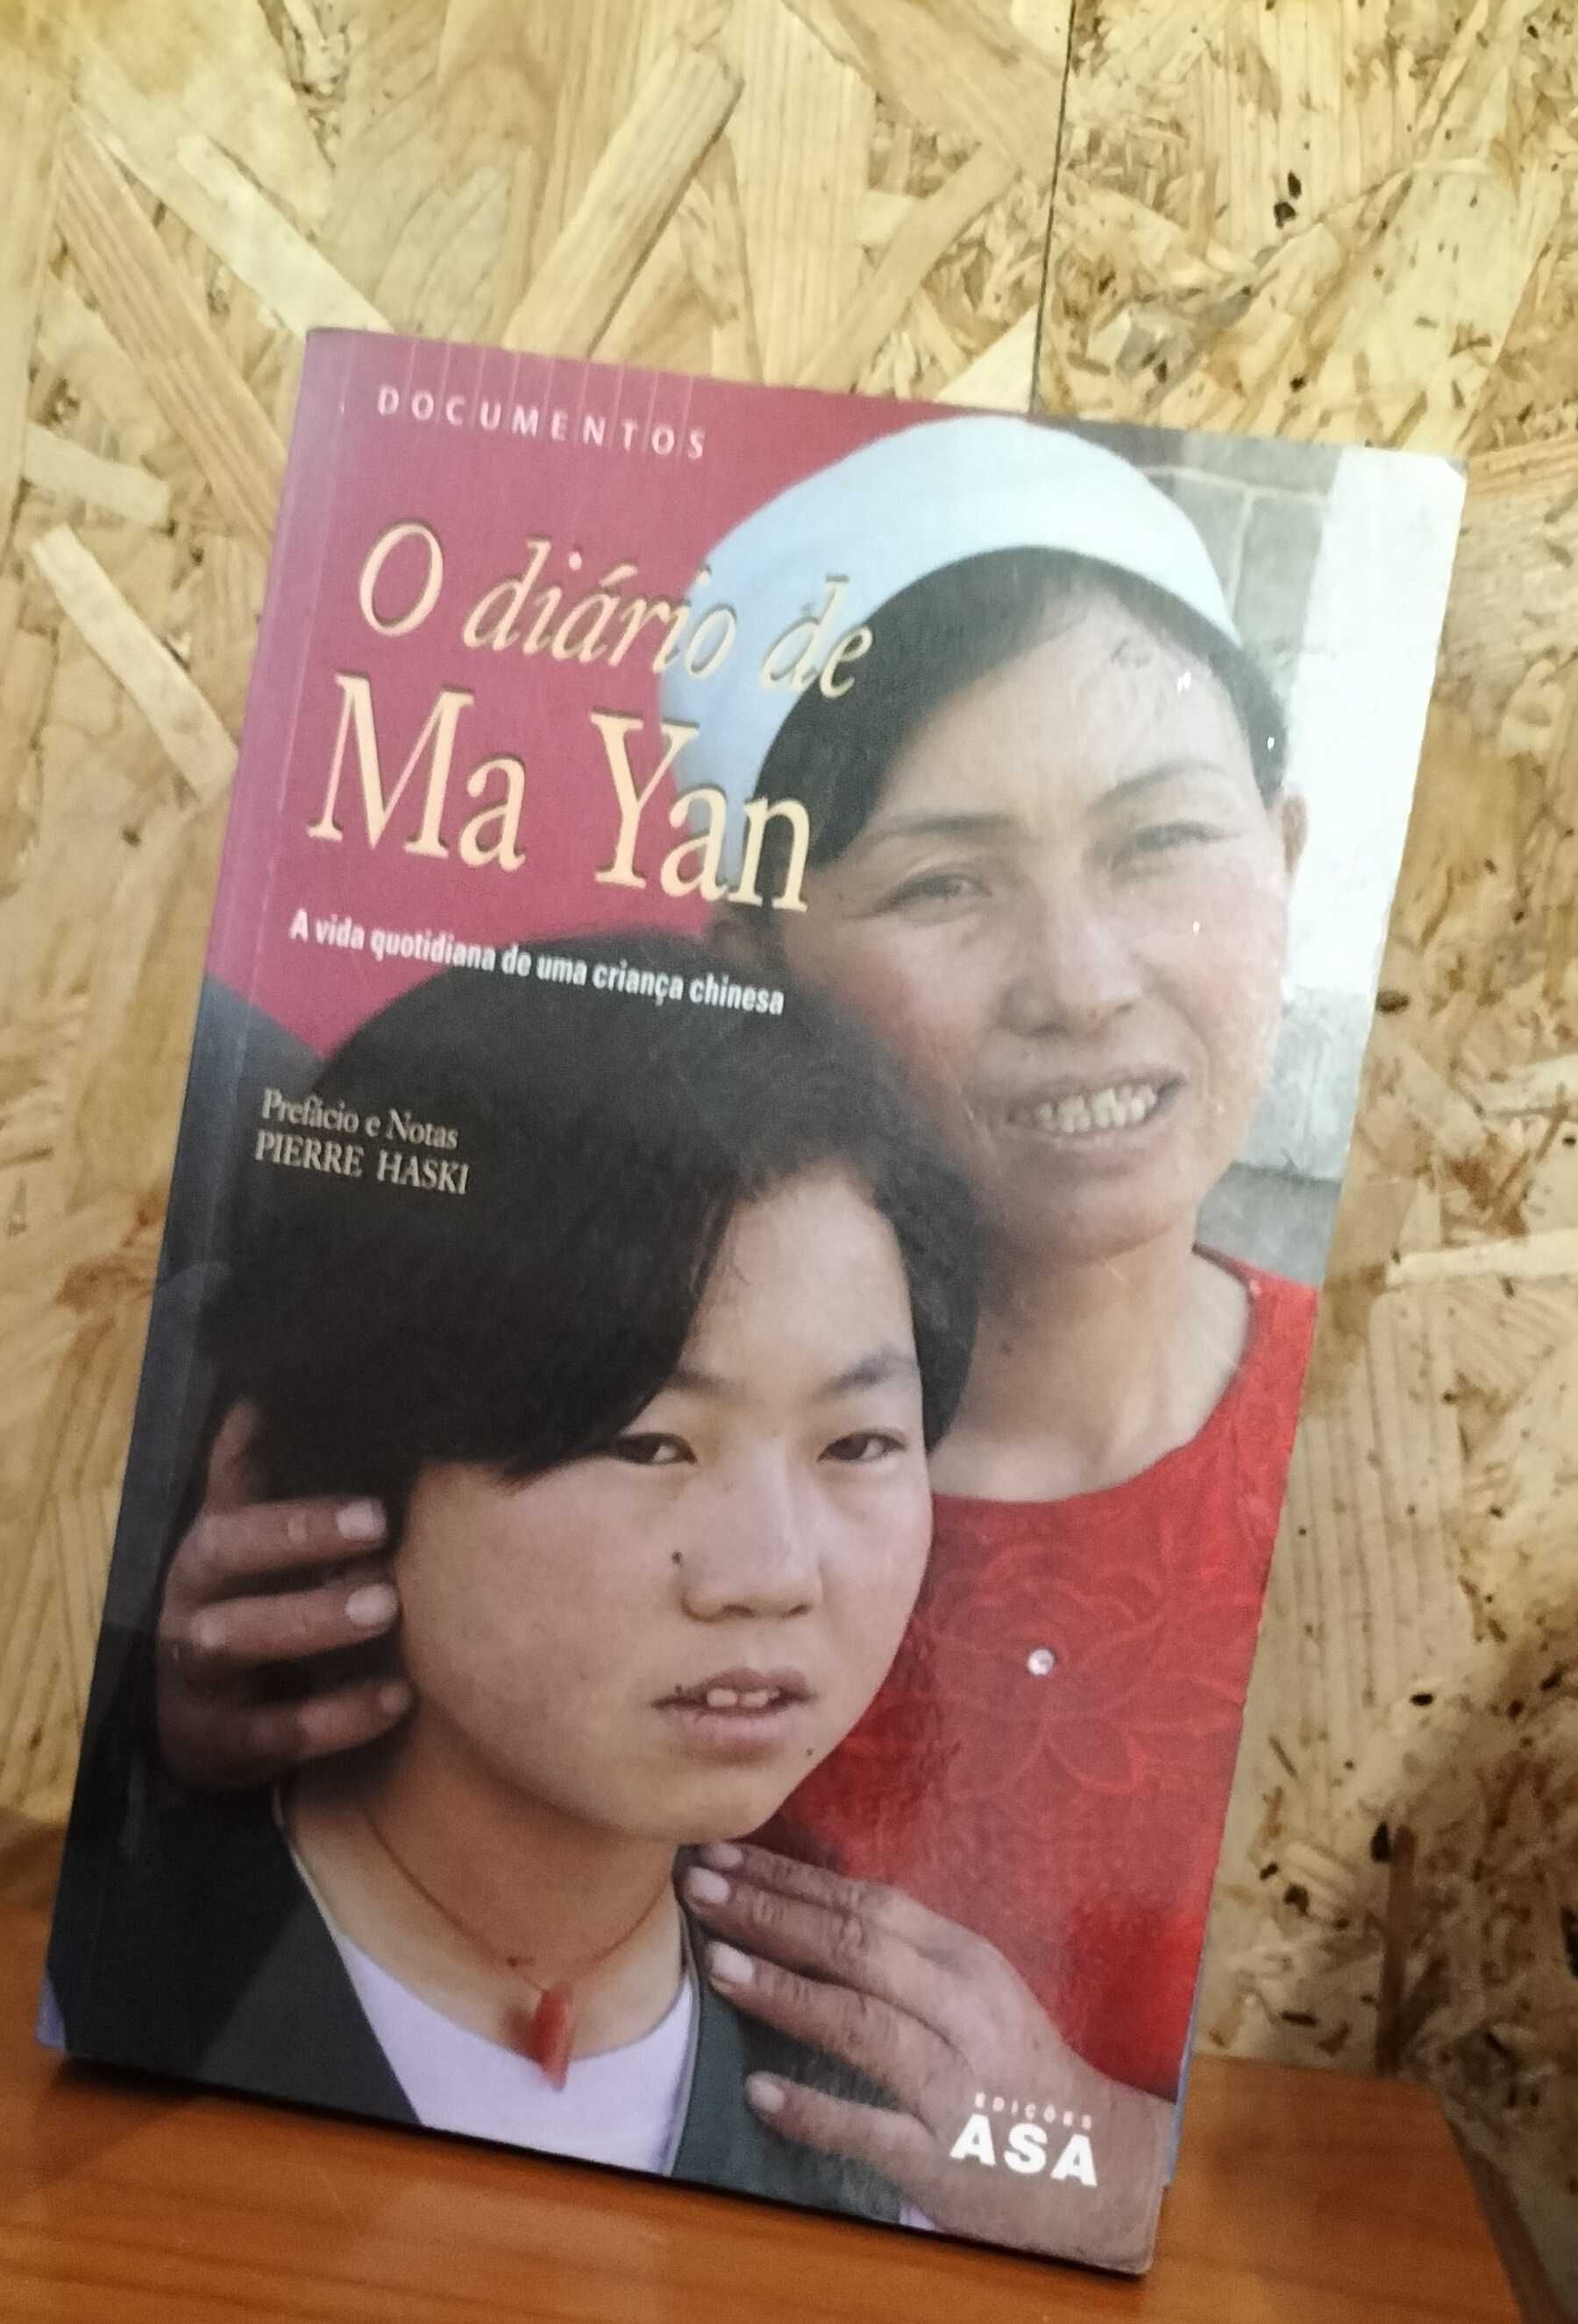 DOCUMENTOS
O diário de
Ma Yan
A vida quotidiana de uma criança chinesa
Prefácio e Notas
PIERRE HASKI
EDIÇÕES
ASA